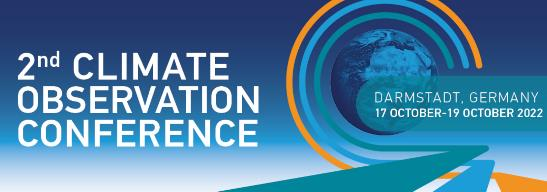 2nd CLIMATE
OBSERVATION
CONFERENCE
DARMSTADT, GERMANY
17 OCTOBER-19 OCTOBER 2022